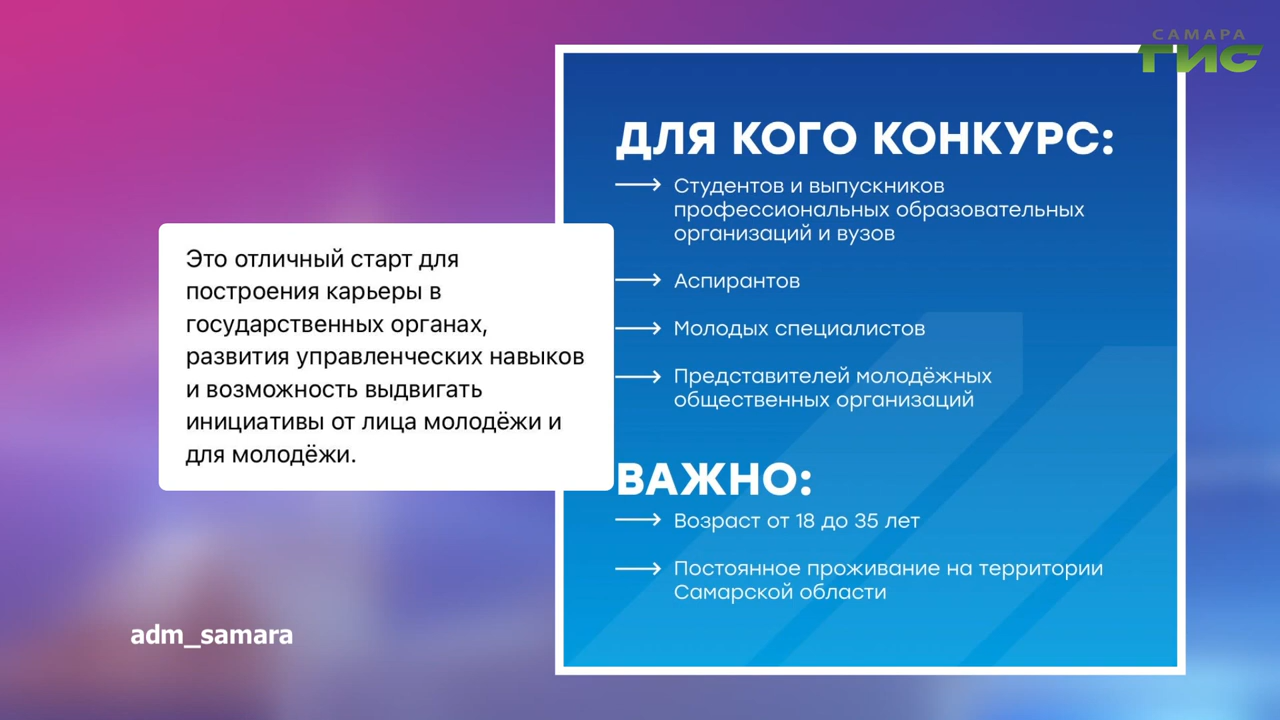 САМАРА
ГИС
ДЛЯ КОГО КОНКУРС:
Студентов и выпускников
профессиональных образовательных
организаций и вузов
Аспирантов
Молодых специалистов
Представителей молодёжных
общественных организаций
ВАЖНО:
Возраст от 18 до 35 лет
Постоянное проживание на территории
Самарской области
Это отличный старт для
построения карьеры в
государственных органах,
развития управленческих навыков
и возможность выдвигать
инициативы от лица молодёжи и
для молодёжи.
adm_samara